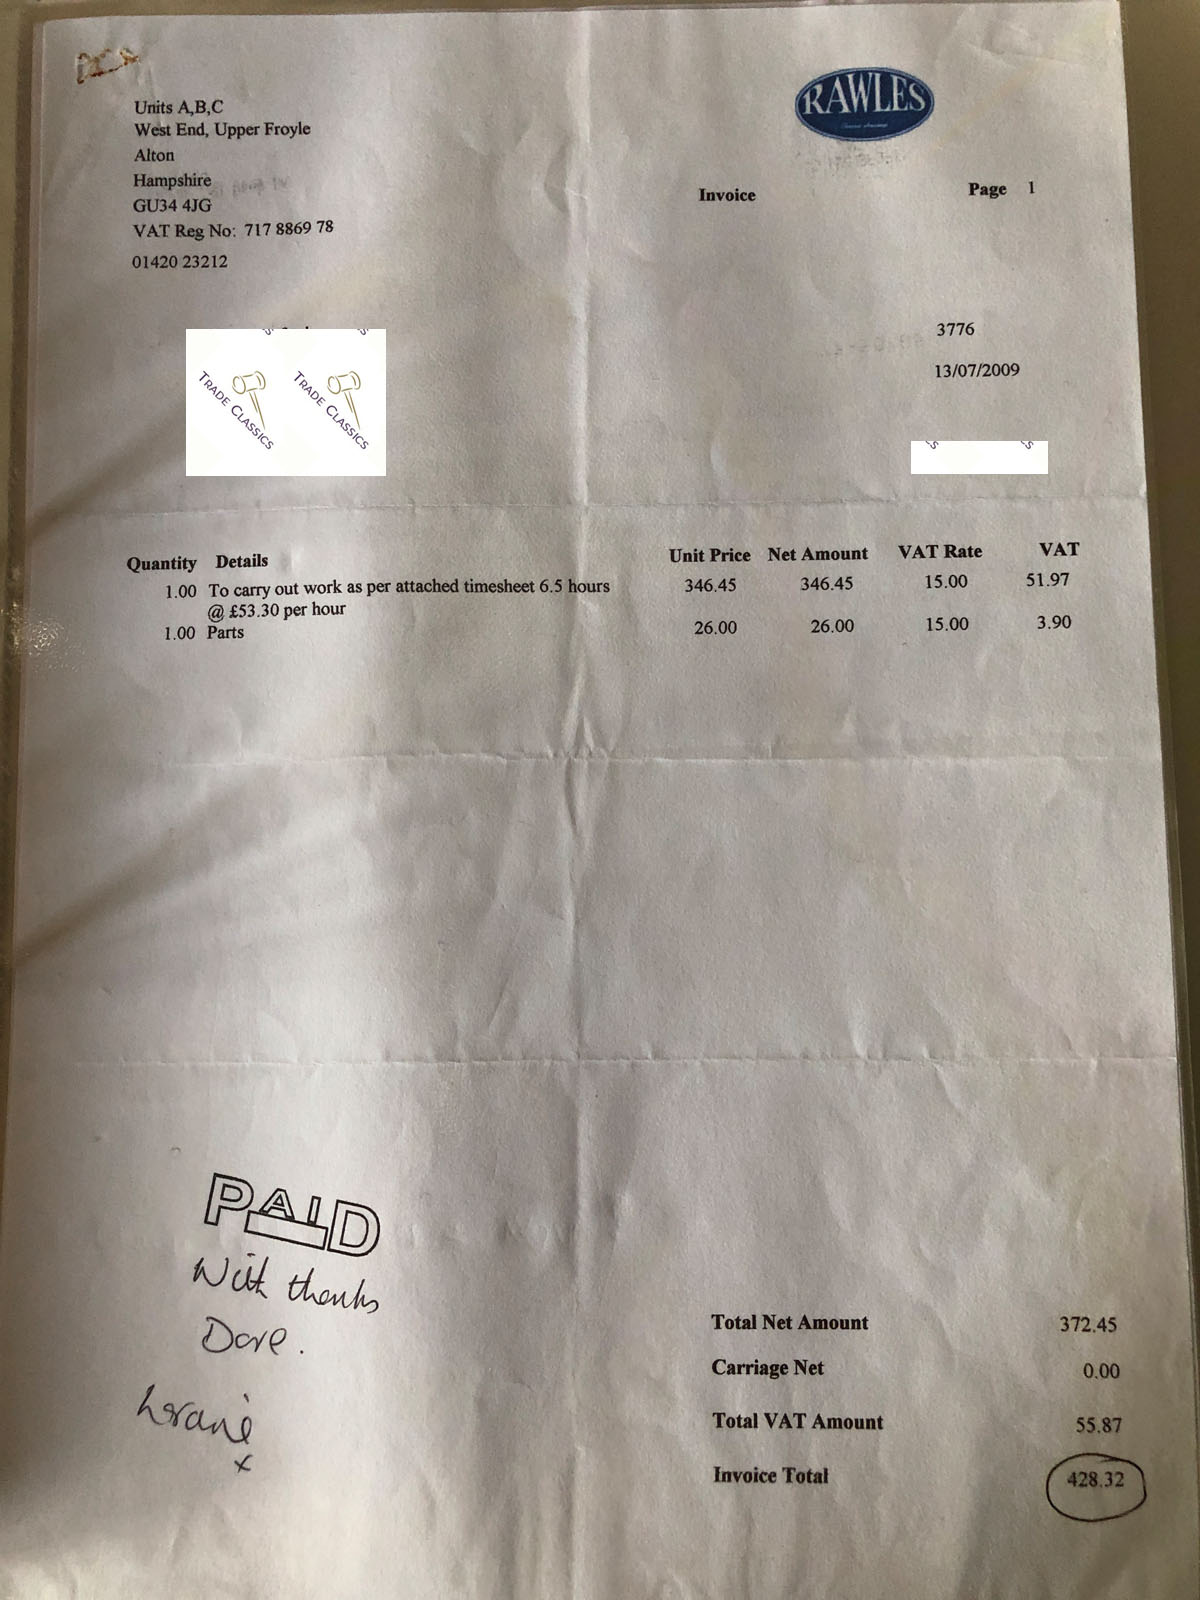 Units A,B,C
West End, Upper Froyle
Alton
Hampshire
GU34 4JG
VAT Reg No: 717 8869 78
01420 23212
RAWLES
Invoice
Page 1
3776
13/07/2009
TRADE CLASSICS
TRADE CLASSICS
Quantity Details Unit Price Net Amount VAT Rate VAT
1.00 To carry out work as per attached timesheet 6.5 hours 346.45 346.45 15.00 51.97
@ £53.30 per hour
1.00 Parts 26.00 26.00 15.00 3.90
PAID
With thanks
Dave.
Total Net Amount 372.45
Carriage Net 0.00
Total VAT Amount 55.87
Invoice Total 428.32
x